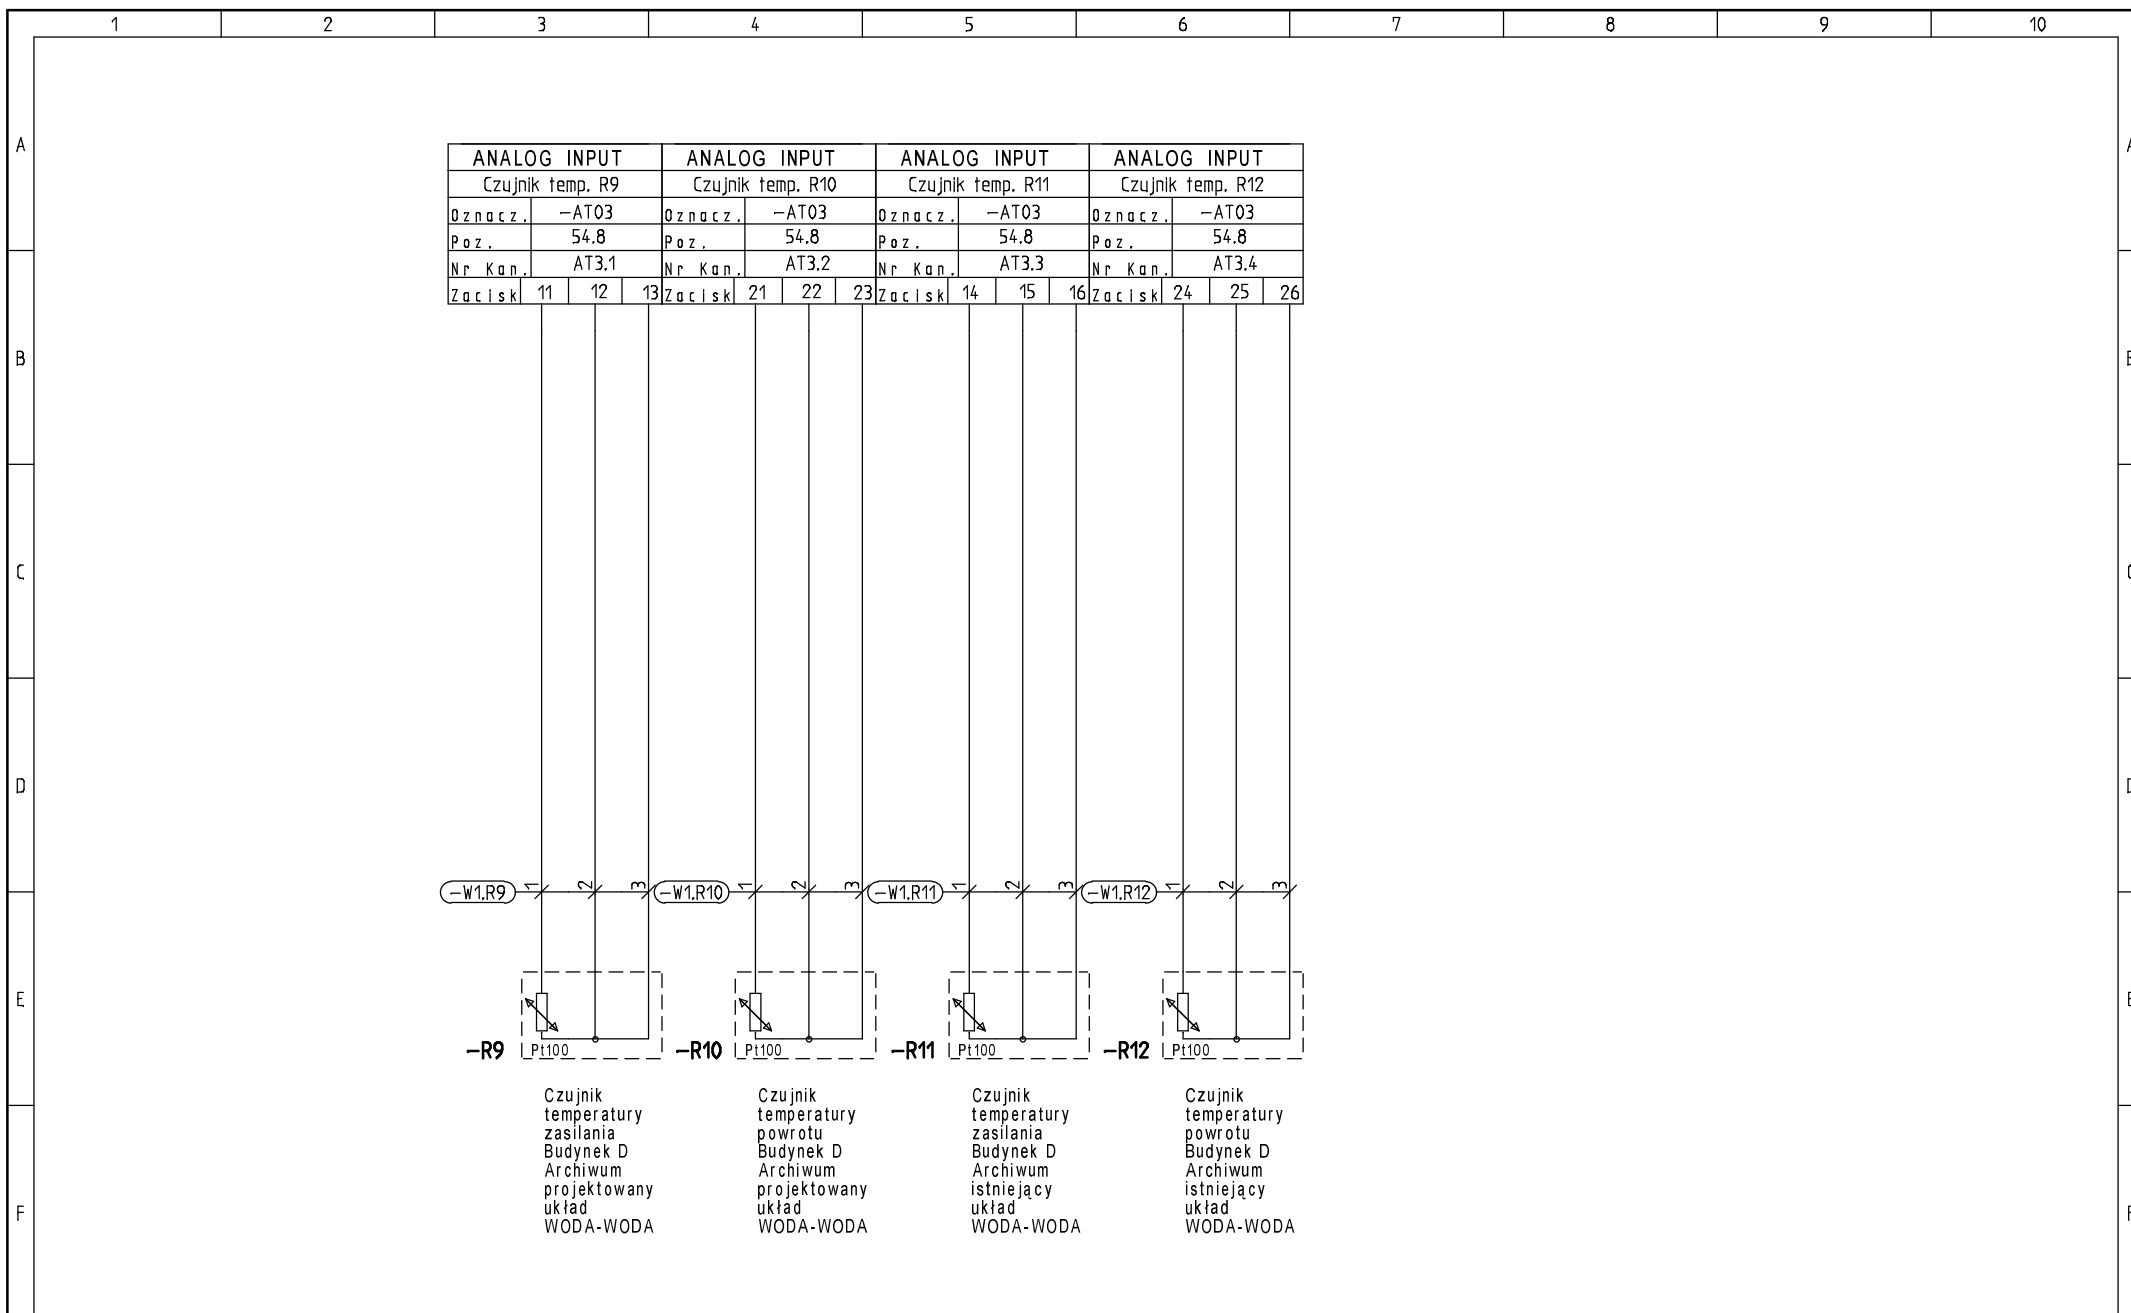 1 2 3 4 5 6 7 8 9 10
A
ANALOG INPUT ANALOG INPUT ANALOG INPUT ANALOG INPUT
Czujnik temp. R9 Czujnik temp. R10 Czujnik temp. R11 Czujnik temp. R12
Oznacz. -AT03 Oznacz. -AT03 Oznacz. -AT03 Oznacz. -AT03
Poz. 54.8 Poz. 54.8 Poz. 54.8 Poz. 54.8
Nr Kan. AT3.1 Nr Kan. AT3.2 Nr Kan. AT3.3 Nr Kan. AT3.4
Zacisk 11 12 13 Zacisk 21 22 23 Zacisk 14 15 16 Zacisk 24 25 26
B
C
D D
-W1.R9 1 2 3 -W1.R10 1 2 3 -W1.R11 1 2 3 -W1.R12 1 2 3
E
-R9 Pt100 -R10 Pt100 -R11 Pt100 -R12 Pt100
Czujnik
temperatury
zasilania
Budynek D
Archiwum
projektowany
układ
WODA-WODA
Czujnik
temperatury
powrotu
Budynek D
Archiwum
projektowany
układ
WODA-WODA
Czujnik
temperatury
zasilania
Budynek D
Archiwum
istniejący
układ
WODA-WODA
Czujnik
temperatury
powrotu
Budynek D
Archiwum
istniejący
układ
WODA-WODA
F